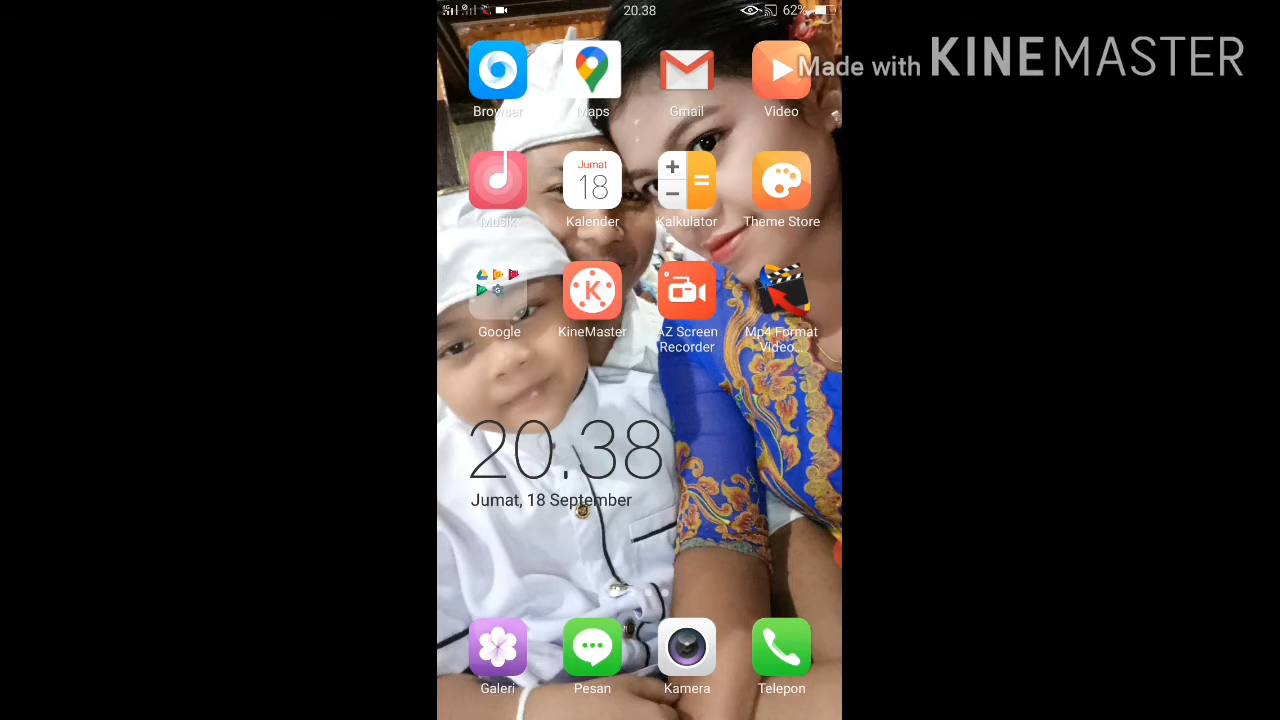 20.38
62%
Made with KINEMASTER
Browser
Maps
Gmail
Video
Jumat
18
Musik
Kalender
Kalkulator
Theme Store
Google
KineMaster
AZ Screen
Recorder
Mp4 Format
Video...
20.38
Jumat, 18 September
Galeri
Pesan
Kamera
Telepon